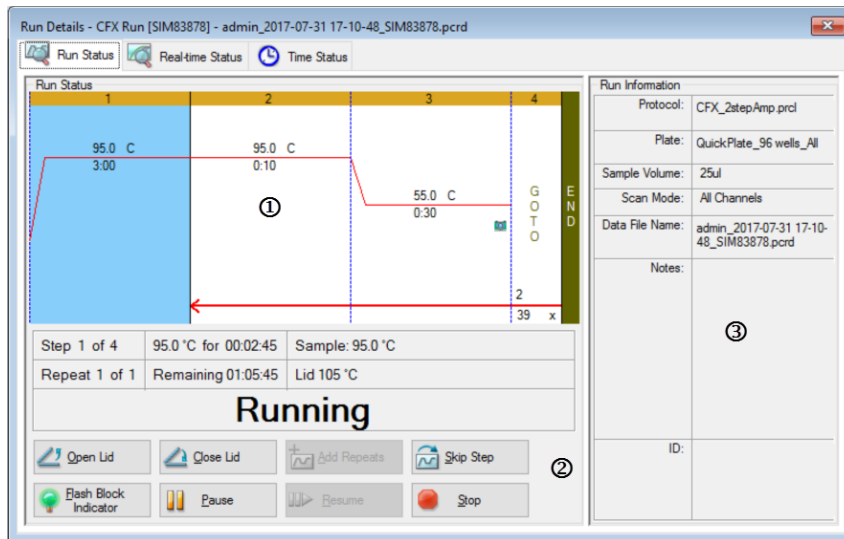 Run Details - CFX Run [SIM83878] - admin_2017-07-31 17-10-48_SIM83878.pcrd
Run Status
Real-time Status
Time Status
Run Status
1
2
3
4
95.0 C
3:00
95.0 C
0:10
55.0 C
0:30
GOTO
END
①
2
39 x
Step 1 of 4
95.0 °C for 00:02:45
Sample: 95.0 °C
Repeat 1 of 1
Remaining 01:05:45
Lid 105 °C
Running
Open Lid
Close Lid
Add Repeats
Skip Step
②
Flash Block
Indicator
Pause
Resume
Stop
Run Information
Protocol: CFX_2stepAmp.prcl
Plate: QuickPlate_96 wells_All
Sample Volume: 25ul
Scan Mode: All Channels
Data File Name: admin_2017-07-31 17-10-
48_SIM83878.pcrd
Notes:
③
ID: